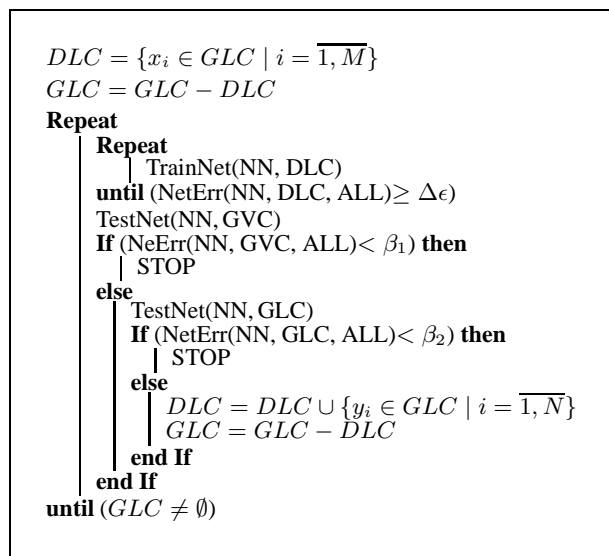 DLC = {x_i ∈ GLC | i = \overline{1, M}}
GLC = GLC − DLC
Repeat
Repeat
TrainNet(NN, DLC)
until (NetErr(NN, DLC, ALL)≥ Δϵ)
TestNet(NN, GVC)
If (NeErr(NN, GVC, ALL)< β₁) then
STOP
else
TestNet(NN, GLC)
If (NetErr(NN, GLC, ALL)< β₂) then
STOP
else
DLC = DLC ∪ {y_i ∈ GLC | i = \overline{1, N}}
GLC = GLC − DLC
end If
end If
until (GLC ≠ ∅)